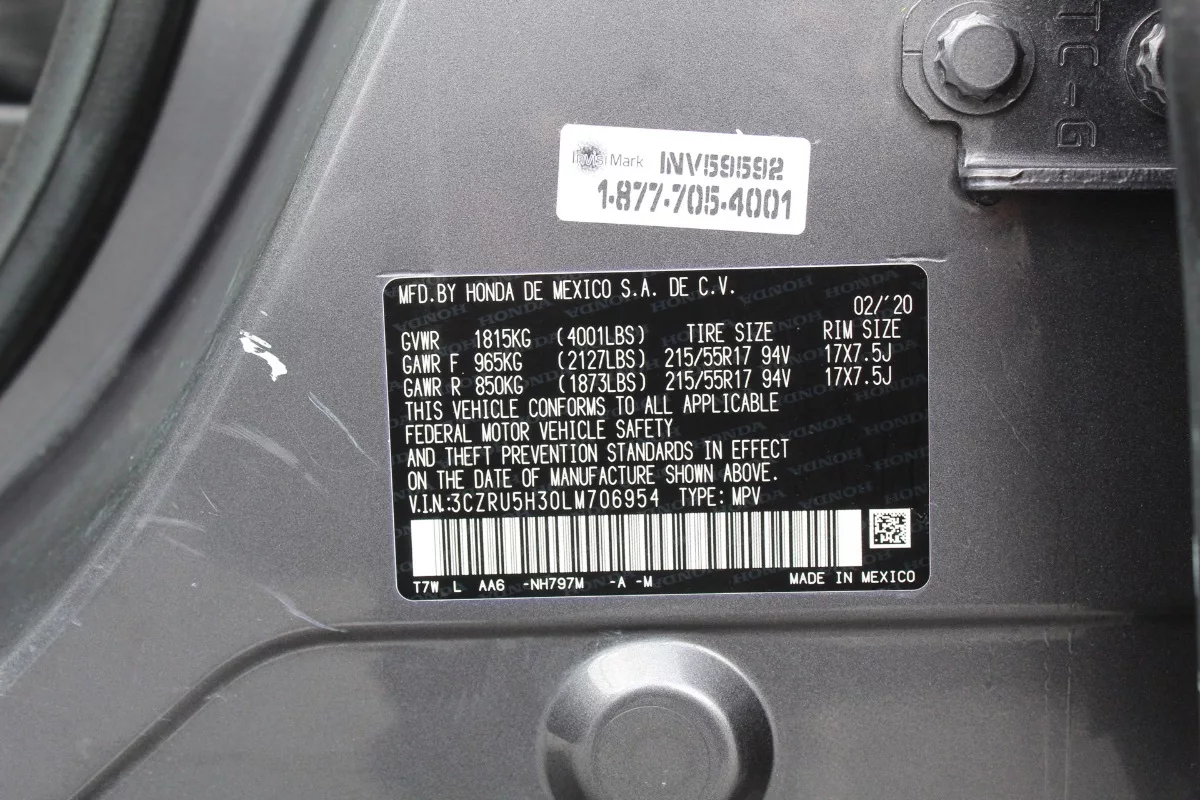 TC-G
InvisiMark INV59592
1-877-705-4001
MFD.BY HONDA DE MEXICO S.A. DE C.V.
02/'20
GVWR 1815KG (4001LBS) TIRE SIZE RIM SIZE
GAWR F 965KG (2127LBS) 215/55R17 94V 17X7.5J
GAWR R 850KG (1873LBS) 215/55R17 94V 17X7.5J
THIS VEHICLE CONFORMS TO ALL APPLICABLE
FEDERAL MOTOR VEHICLE SAFETY
AND THEFT PREVENTION STANDARDS IN EFFECT
ON THE DATE OF MANUFACTURE SHOWN ABOVE.
V.I.N:3CZRU5H30LM706954 TYPE: MPV
T7W L AA6 -NH797M -A -M MADE IN MEXICO